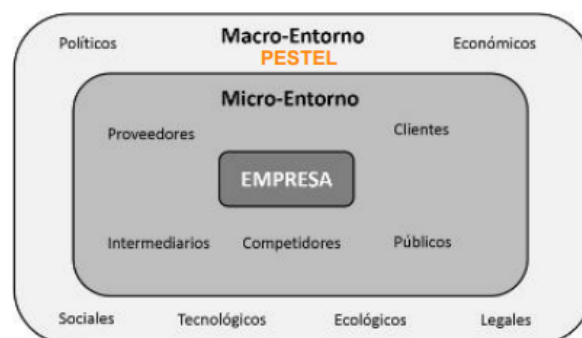 Políticos
Macro-Entorno
Económicos
PESTEL
Micro-Entorno
Proveedores
Clientes
EMPRESA
Intermediarios
Competidores
Públicos
Sociales
Tecnológicos
Ecológicos
Legales